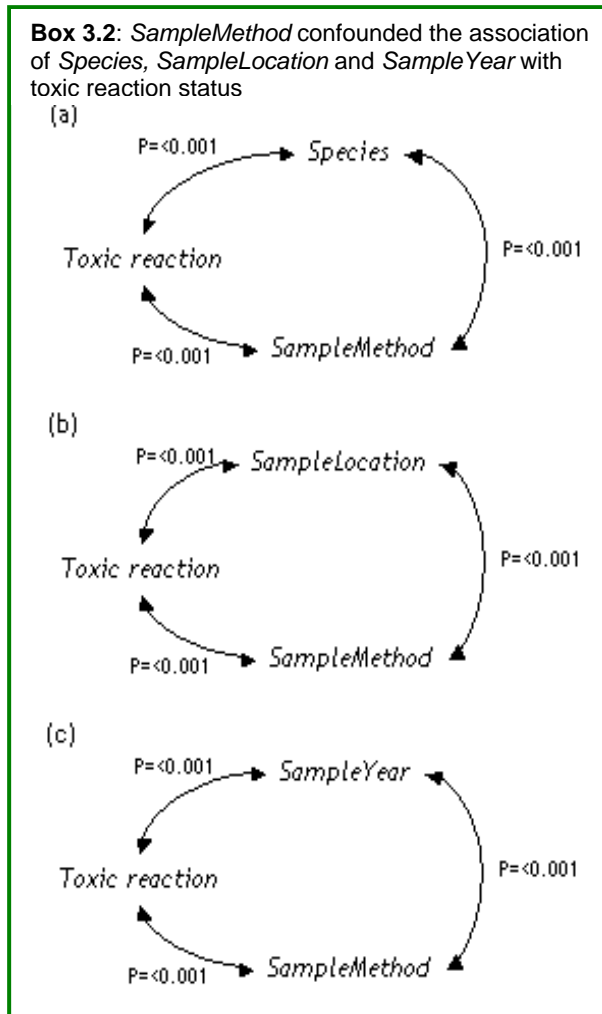 Box 3.2: SampleMethod confounded the association
of Species, SampleLocation and SampleYear with
toxic reaction status
(a)
P=<0.001
Species
Toxic reaction
P=<0.001
P=<0.001
SampleMethod
(b)
P=<0.001
SampleLocation
Toxic reaction
P=<0.001
P=<0.001
SampleMethod
(c)
P=<0.001
SampleYear
Toxic reaction
P=<0.001
P=<0.001
SampleMethod